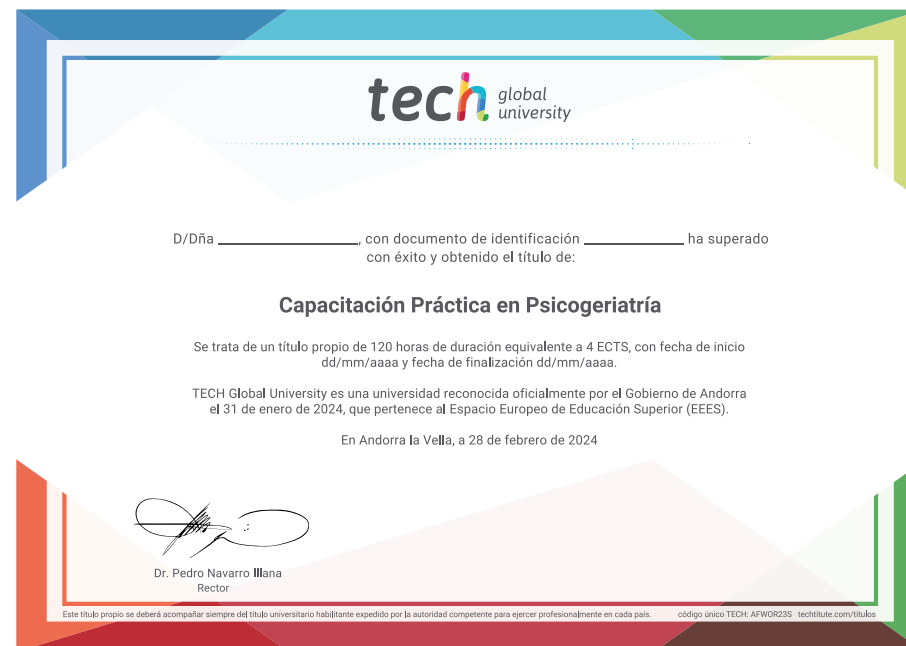 tech global university
D/Dña ____________________, con documento de identificación ______________ ha superado
con éxito y obtenido el título de:
Capacitación Práctica en Psicogeriatría
Se trata de un título propio de 120 horas de duración equivalente a 4 ECTS, con fecha de inicio
dd/mm/aaaa y fecha de finalización dd/mm/aaaa.
TECH Global University es una universidad reconocida oficialmente por el Gobierno de Andorra
el 31 de enero de 2024, que pertenece al Espacio Europeo de Educación Superior (EEES).
En Andorra la Vella, a 28 de febrero de 2024
Dr. Pedro Navarro Illana
Rector
Este título propio se deberá acompañar siempre del título universitario habilitante expedido por la autoridad competente para ejercer profesionalmente en cada país. código único TECH: AFWOR23S techtitute.com/titulos